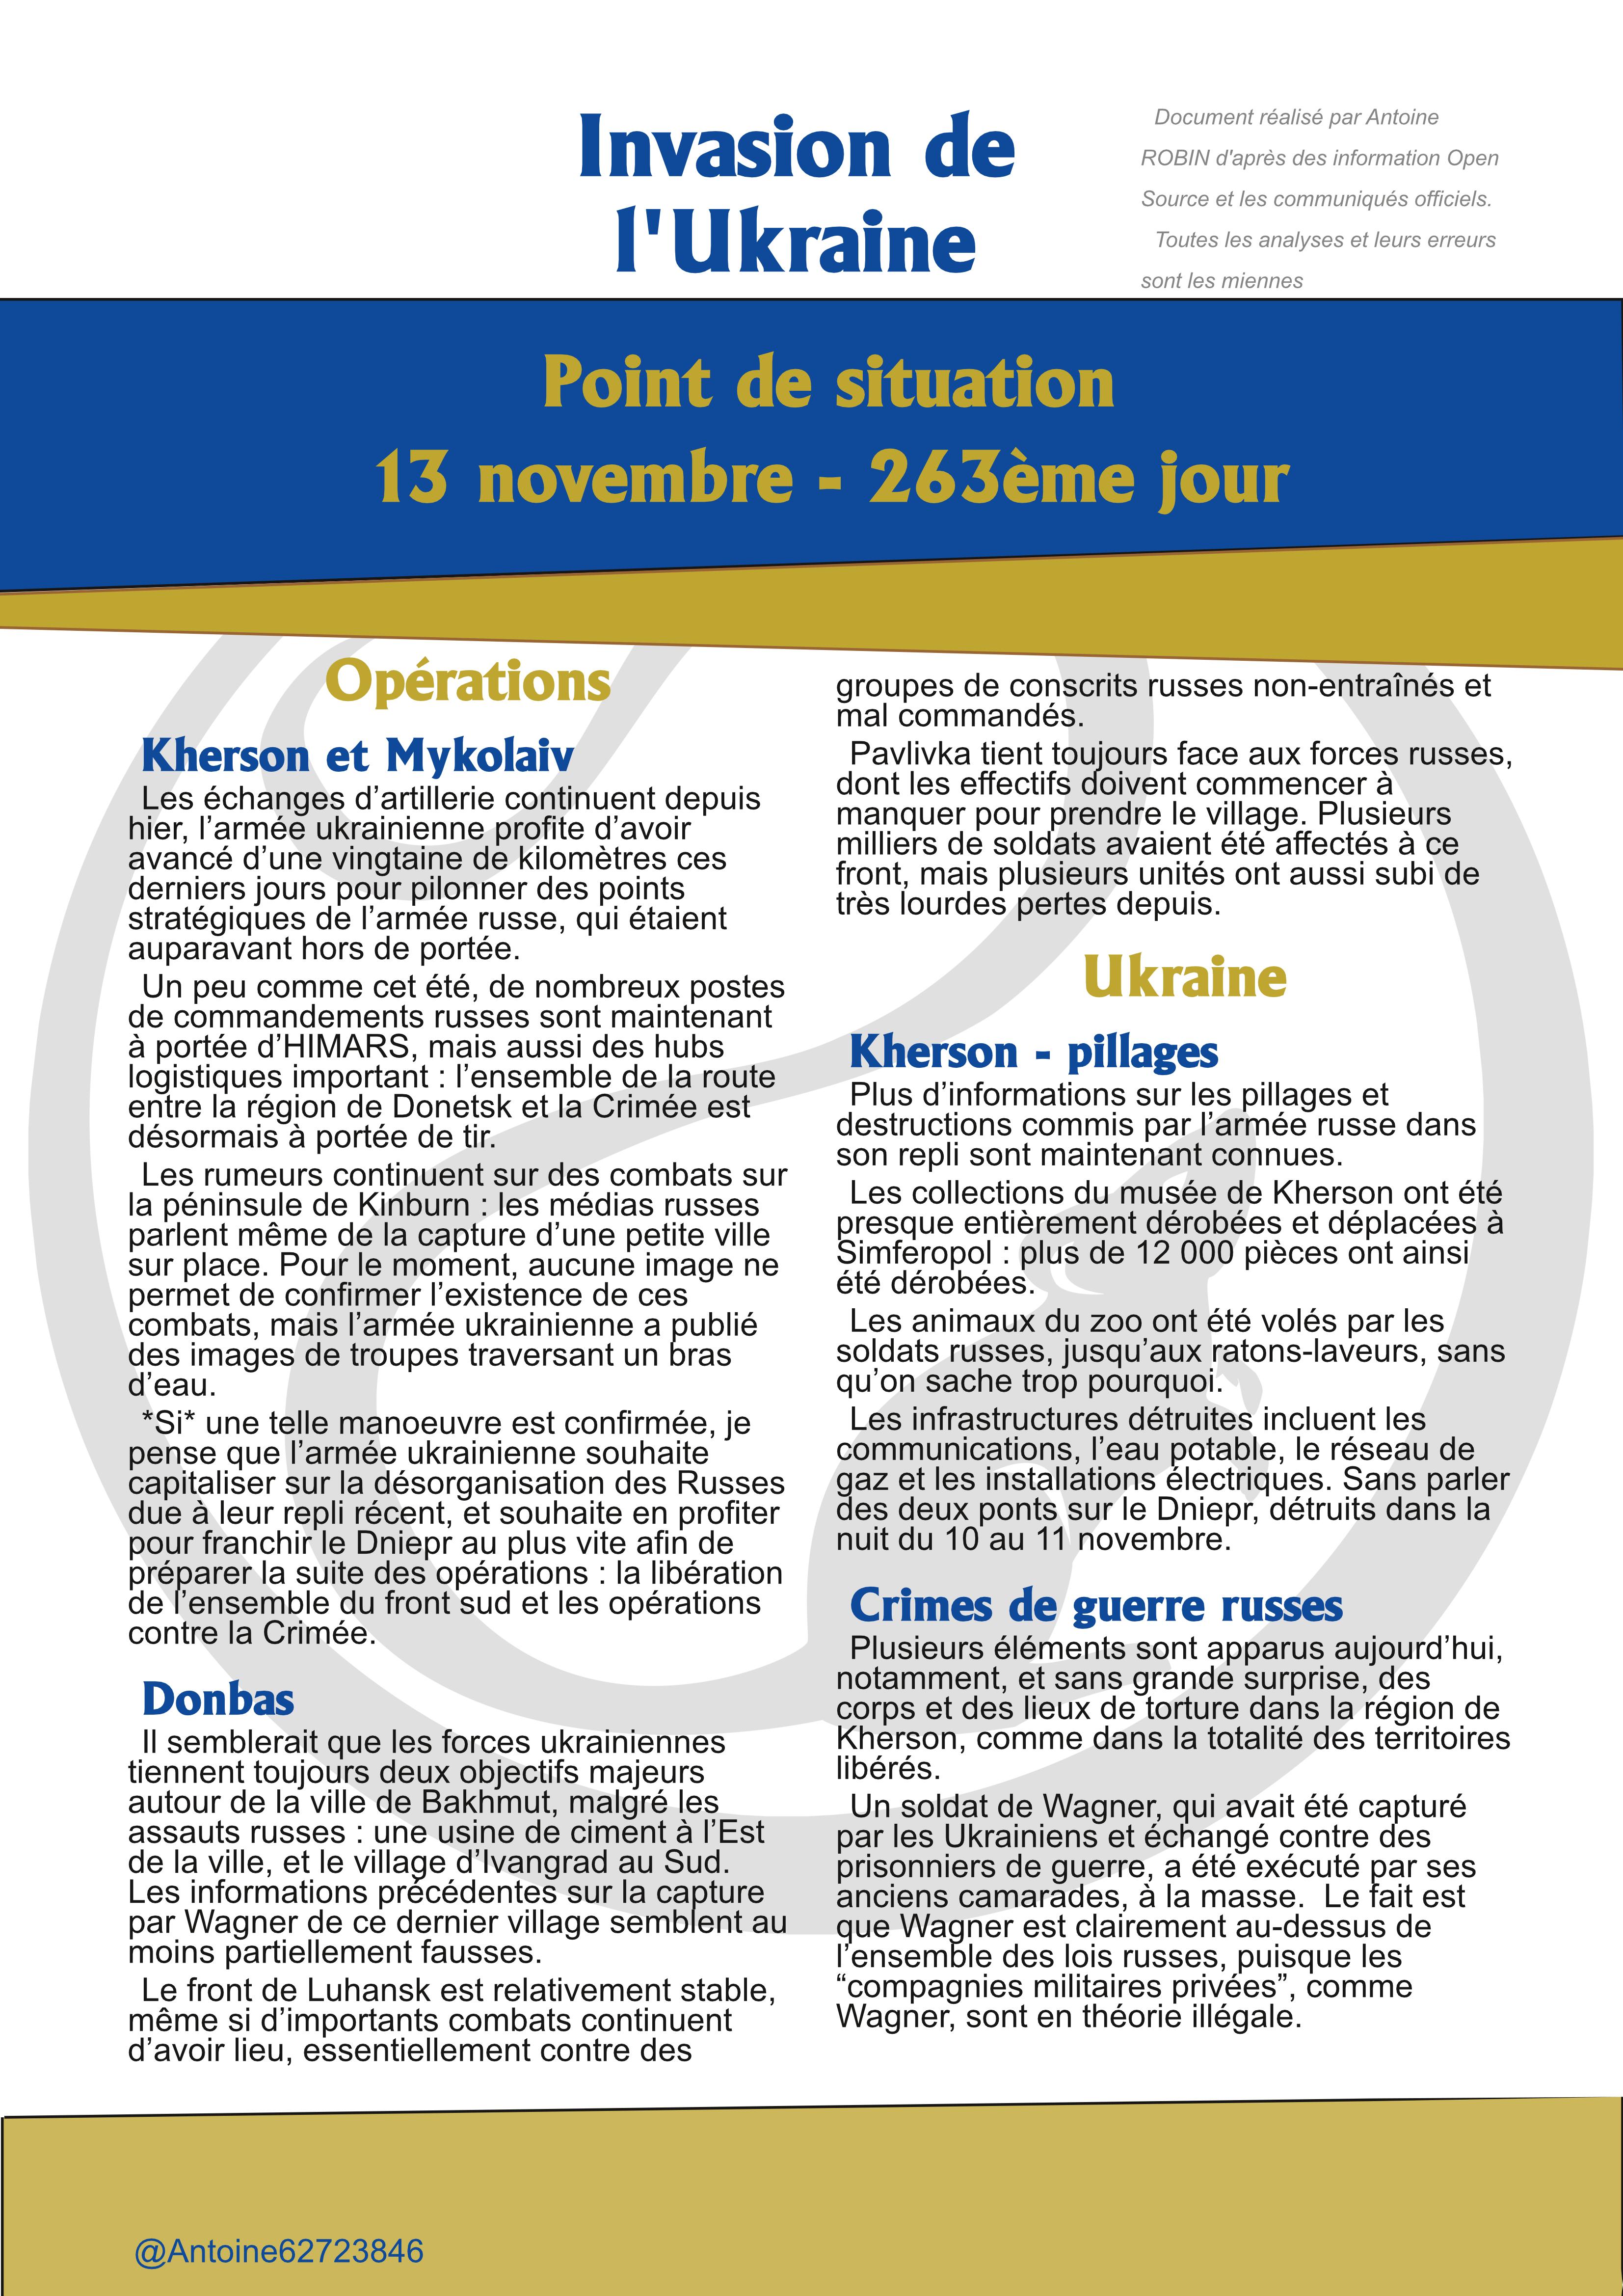 Invasion de
l'Ukraine
Document réalisé par Antoine
ROBIN d'après des information Open
Source et les communiqués officiels.
Toutes les analyses et leurs erreurs
sont les miennes
Point de situation
13 novembre - 263ème jour
Opérations
Kherson et Mykolaiv
Les échanges d’artillerie continuent depuis
hier, l’armée ukrainienne profite d’avoir
avancé d’une vingtaine de kilomètres ces
derniers jours pour pilonner des points
stratégiques de l’armée russe, qui étaient
auparavant hors de portée.
Un peu comme cet été, de nombreux postes
de commandements russes sont maintenant
à portée d’HIMARS, mais aussi des hubs
logistiques important : l’ensemble de la route
entre la région de Donetsk et la Crimée est
désormais à portée de tir.
Les rumeurs continuent sur des combats sur
la péninsule de Kinburn : les médias russes
parlent même de la capture d’une petite ville
sur place. Pour le moment, aucune image ne
permet de confirmer l’existence de ces
combats, mais l’armée ukrainienne a publié
des images de troupes traversant un bras
d’eau.
*Si* une telle manoeuvre est confirmée, je
pense que l’armée ukrainienne souhaite
capitaliser sur la désorganisation des Russes
due à leur repli récent, et souhaite en profiter
pour franchir le Dniepr au plus vite afin de
préparer la suite des opérations : la libération
de l’ensemble du front sud et les opérations
contre la Crimée.
Donbas
Il semblerait que les forces ukrainiennes
tiennent toujours deux objectifs majeurs
autour de la ville de Bakhmut, malgré les
assauts russes : une usine de ciment à l’Est
de la ville, et le village d’Ivangrad au Sud.
Les informations précédentes sur la capture
par Wagner de ce dernier village semblent au
moins partiellement fausses.
Le front de Luhansk est relativement stable,
même si d’importants combats continuent
d’avoir lieu, essentiellement contre des
groupes de conscrits russes non-entraînés et
mal commandés.
Pavlivka tient toujours face aux forces russes,
dont les effectifs doivent commencer à
manquer pour prendre le village. Plusieurs
milliers de soldats avaient été affectés à ce
front, mais plusieurs unités ont aussi subi de
très lourdes pertes depuis.
Ukraine
Kherson - pillages
Plus d’informations sur les pillages et
destructions commis par l’armée russe dans
son repli sont maintenant connues.
Les collections du musée de Kherson ont été
presque entièrement dérobées et déplacées à
Simferopol : plus de 12 000 pièces ont ainsi
été dérobées.
Les animaux du zoo ont été volés par les
soldats russes, jusqu’aux ratons-laveurs, sans
qu’on sache trop pourquoi.
Les infrastructures détruites incluent les
communications, l’eau potable, le réseau de
gaz et les installations électriques. Sans parler
des deux ponts sur le Dniepr, détruits dans la
nuit du 10 au 11 novembre.
Crimes de guerre russes
Plusieurs éléments sont apparus aujourd’hui,
notamment, et sans grande surprise, des
corps et des lieux de torture dans la région de
Kherson, comme dans la totalité des territoires
libérés.
Un soldat de Wagner, qui avait été capturé
par les Ukrainiens et échangé contre des
prisonniers de guerre, a été exécuté par ses
anciens camarades, à la masse.  Le fait est
que Wagner est clairement au-dessus de
l’ensemble des lois russes, puisque les
“compagnies militaires privées”, comme
Wagner, sont en théorie illégale.
@Antoine62723846